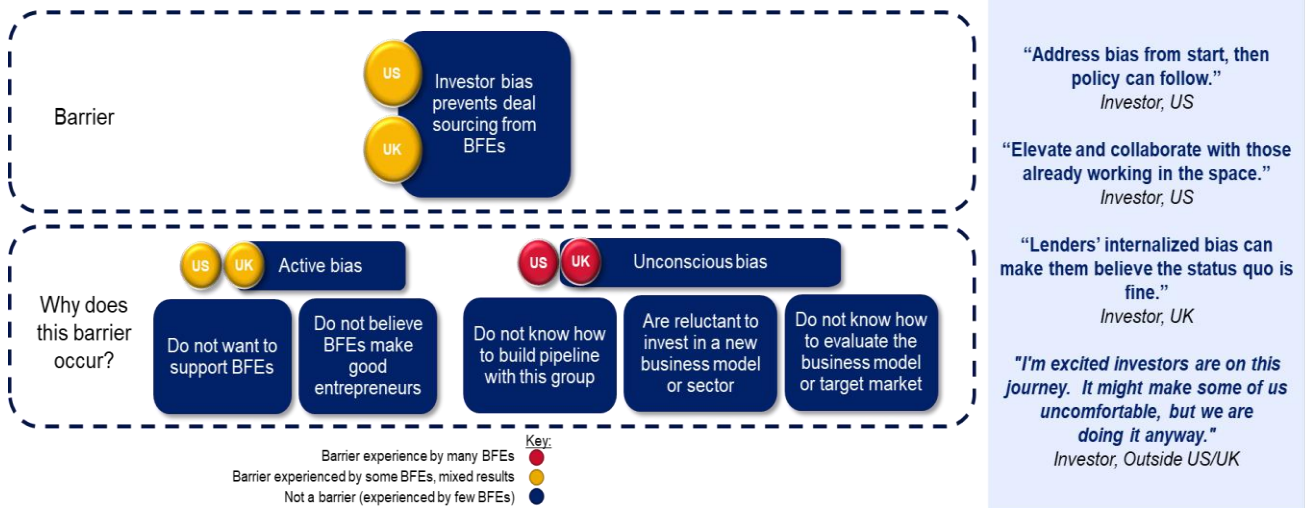 Barrier
US
UK
Investor bias
prevents deal
sourcing from
BFEs
Why does
this barrier
occur?
US
UK
Active bias
Do not want to
support BFEs
Do not believe
BFEs make
good
entrepreneurs
US
UK
Unconscious bias
Do not know how
to build pipeline
with this group
Are reluctant to
invest in a new
business model
or sector
Do not know how
to evaluate the
business model
or target market
Key:
Barrier experience by many BFEs
Barrier experienced by some BFEs, mixed results
Not a barrier (experienced by few BFEs)
“Address bias from start, then
policy can follow.”
Investor, US
“Elevate and collaborate with those
already working in the space.”
Investor, US
“Lenders’ internalized bias can
make them believe the status quo is
fine.”
Investor, UK
"I'm excited investors are on this
journey. It might make some of us
uncomfortable, but we are
doing it anyway."
Investor, Outside US/UK